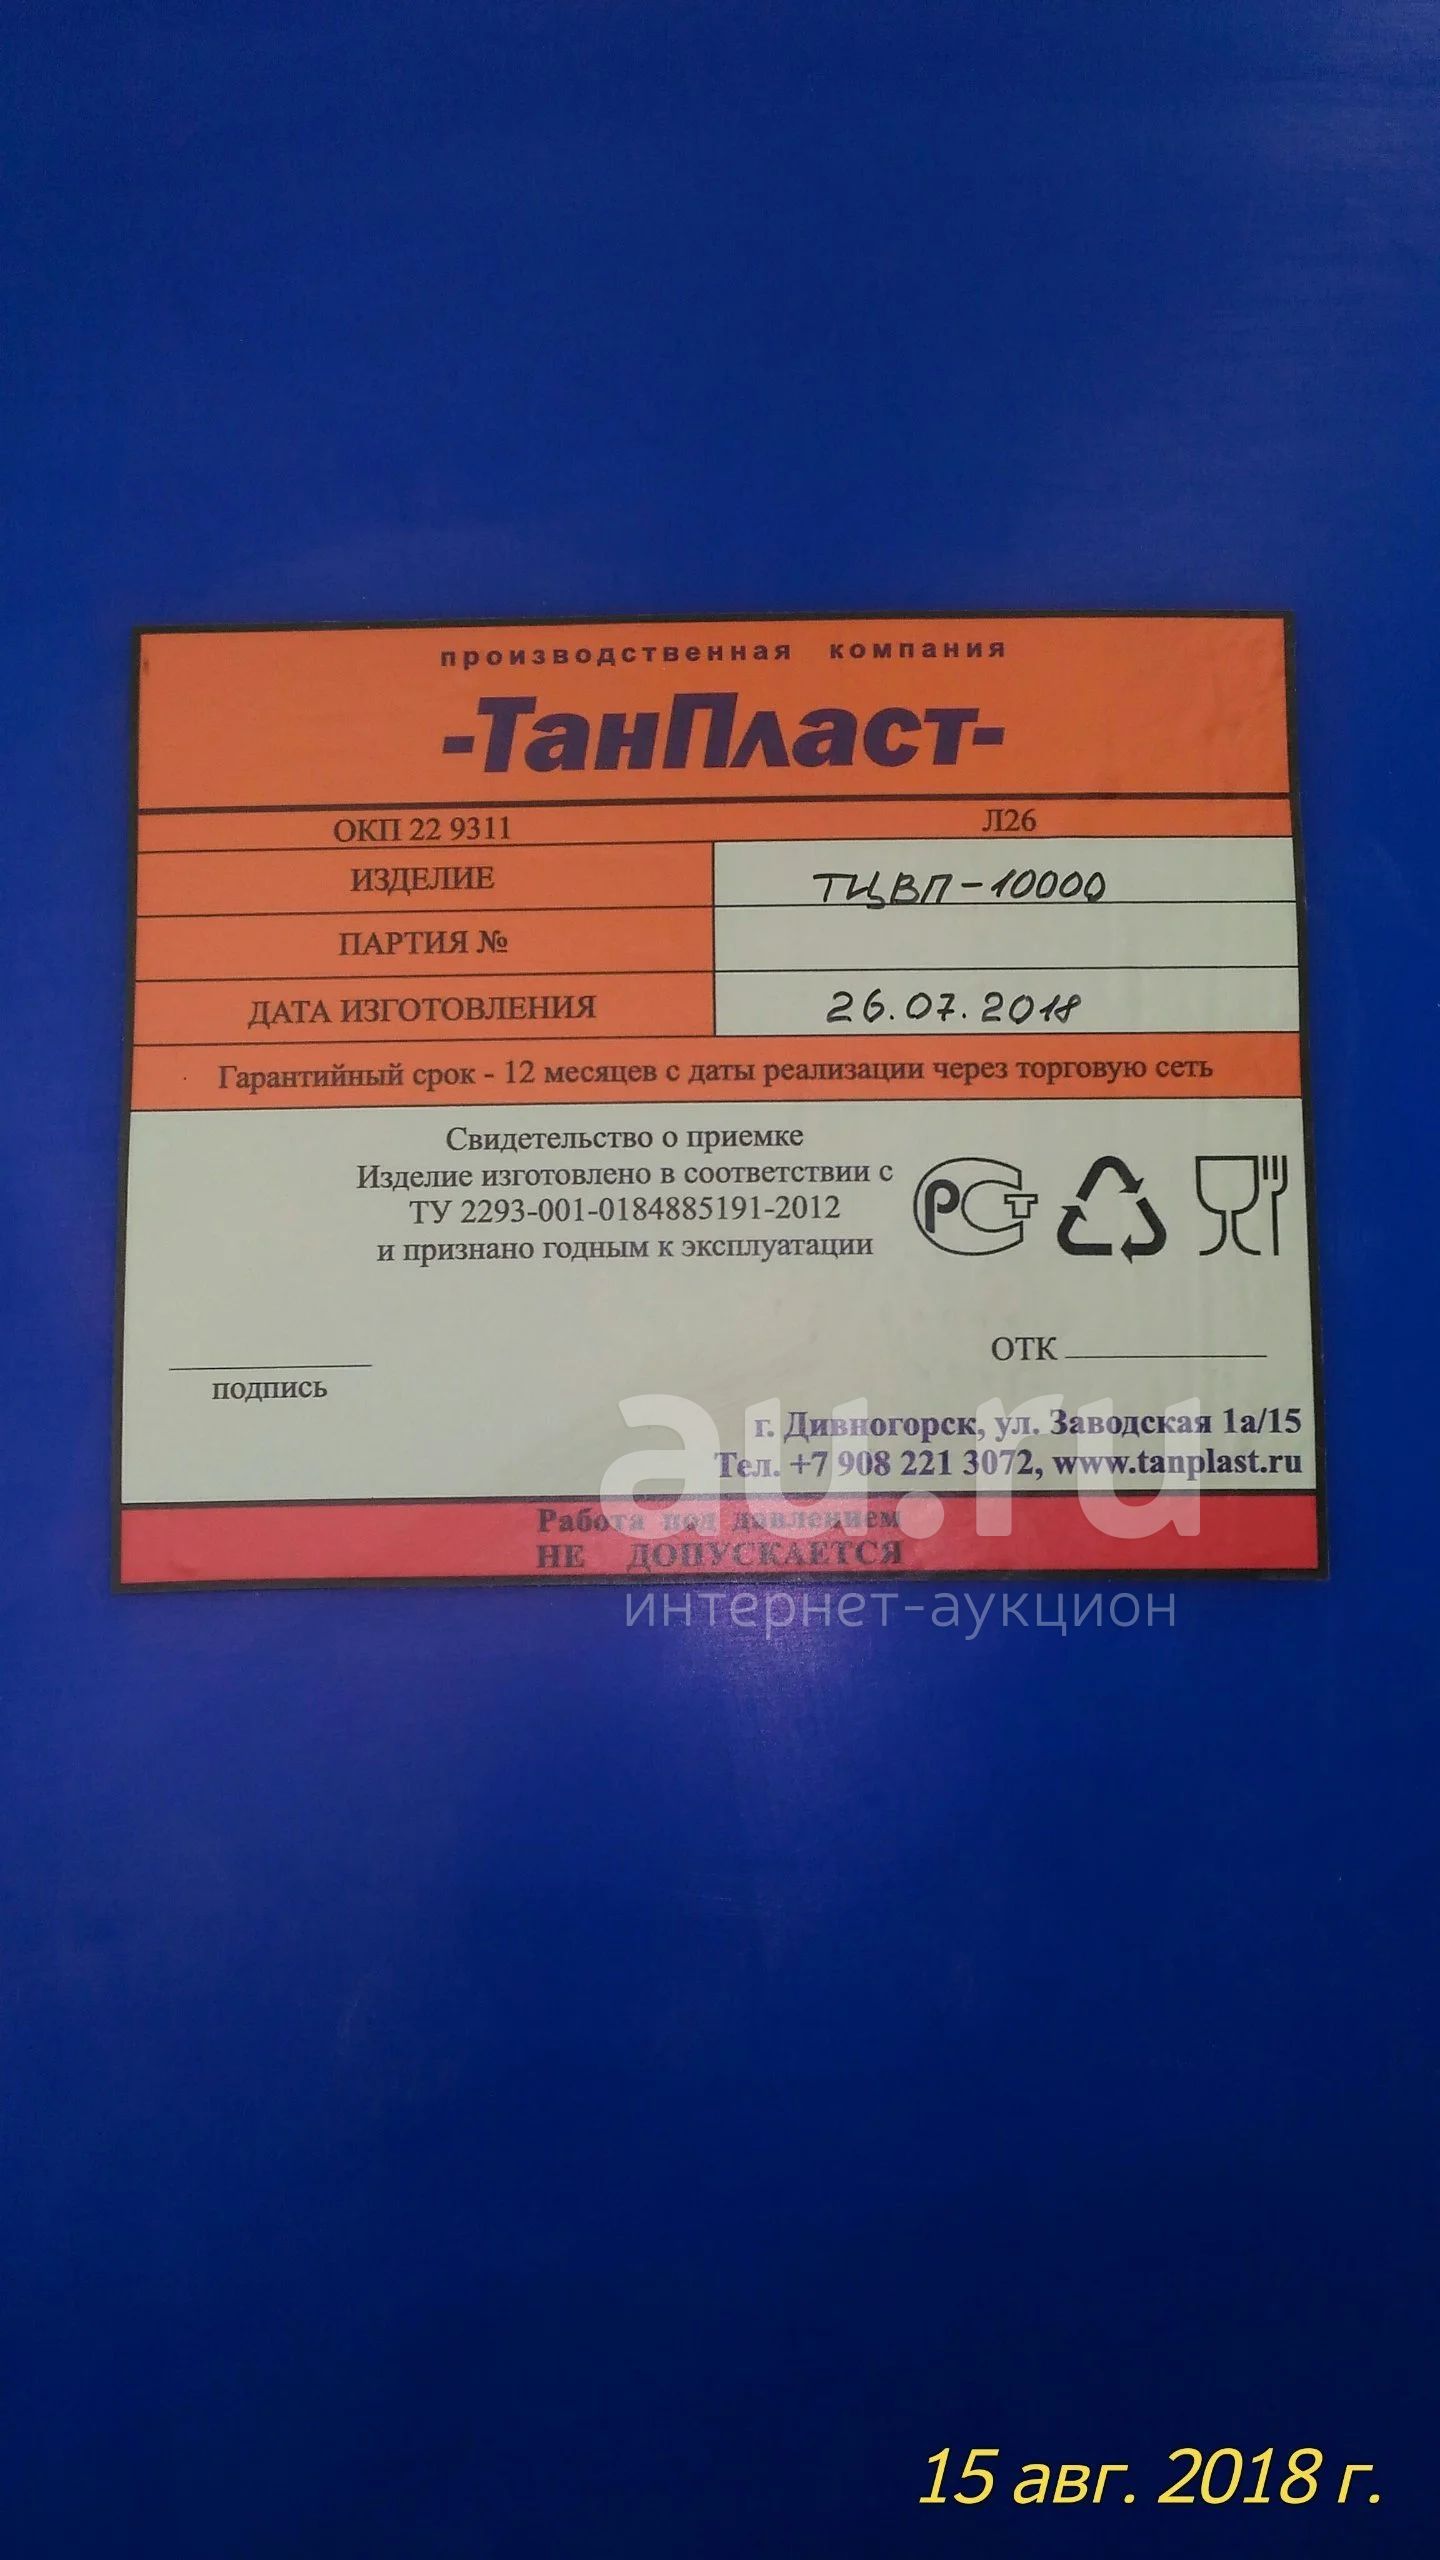 производственная компания
-ТанПласт-
ОКП 22 9311 Л26
ИЗДЕЛИЕ ТЦВП-10000
ПАРТИЯ №
ДАТА ИЗГОТОВЛЕНИЯ 26.07.2018
Гарантийный срок - 12 месяцев с даты реализации через торговую сеть
Свидетельство о приемке
Изделие изготовлено в соответствии с
ТУ 2293-001-0184885191-2012
и признано годным к эксплуатации
РСТ
ОТК
подпись
г. Дивногорск, ул. Заводская 1а/15
Тел. +7 908 221 3072, www.tanplast.ru
Работа под давлением
НЕ ДОПУСКАЕТСЯ
au.ru
интернет-аукцион
15 авг. 2018 г.